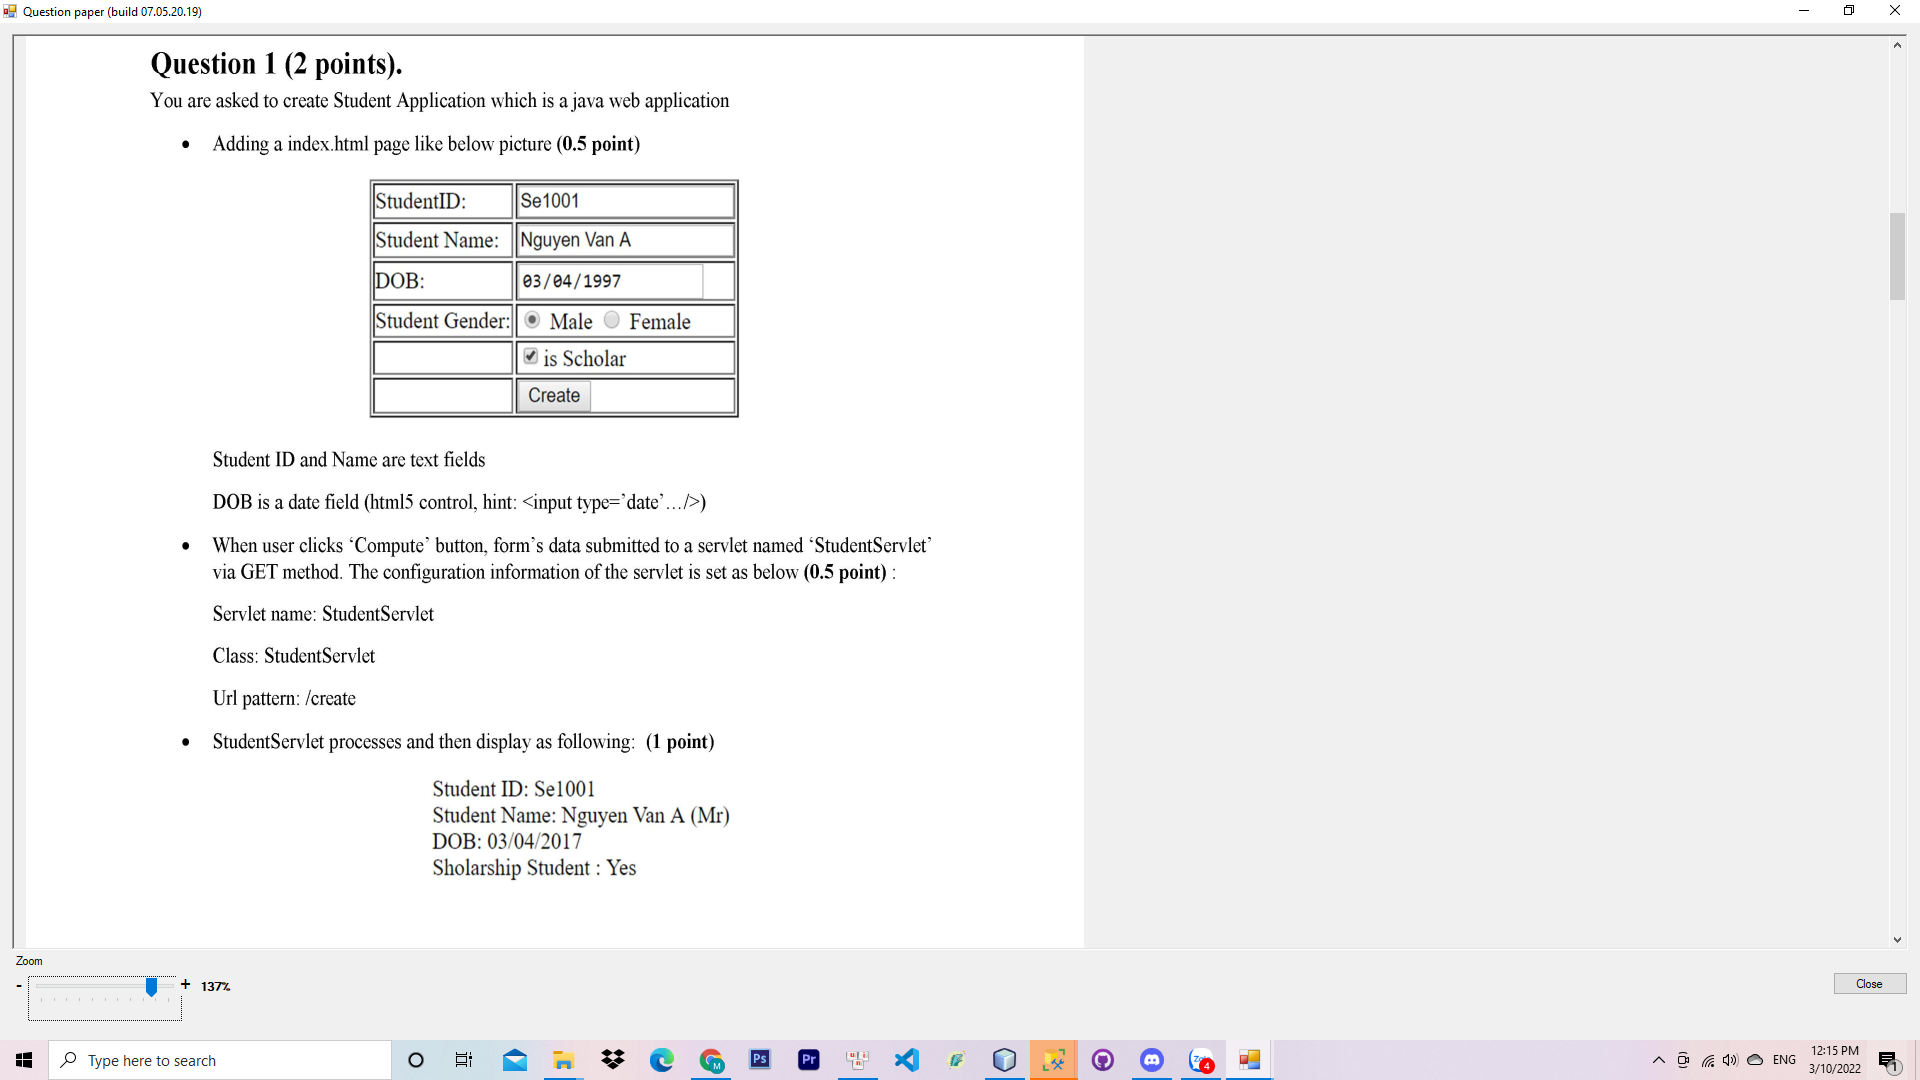 Question paper (build 07.05.20.19)
Question 1 (2 points).
You are asked to create Student Application which is a java web application
• Adding a index.html page like below picture (0.5 point)
StudentID: Se1001
Student Name: Nguyen Van A
DOB: 03/04/1997
Student Gender: Male Female
is Scholar
Create
Student ID and Name are text fields
DOB is a date field (html5 control, hint: <input type=’date’…/>)
• When user clicks ‘Compute’ button, form’s data submitted to a servlet named ‘StudentServlet’
via GET method. The configuration information of the servlet is set as below (0.5 point) :
Servlet name: StudentServlet
Class: StudentServlet
Url pattern: /create
• StudentServlet processes and then display as following: (1 point)
Student ID: Se1001
Student Name: Nguyen Van A (Mr)
DOB: 03/04/2017
Sholarship Student : Yes
Zoom
- + 137%
Close
Type here to search
M
Ps
Pr
4
ENG
12:15 PM
3/10/2022
1